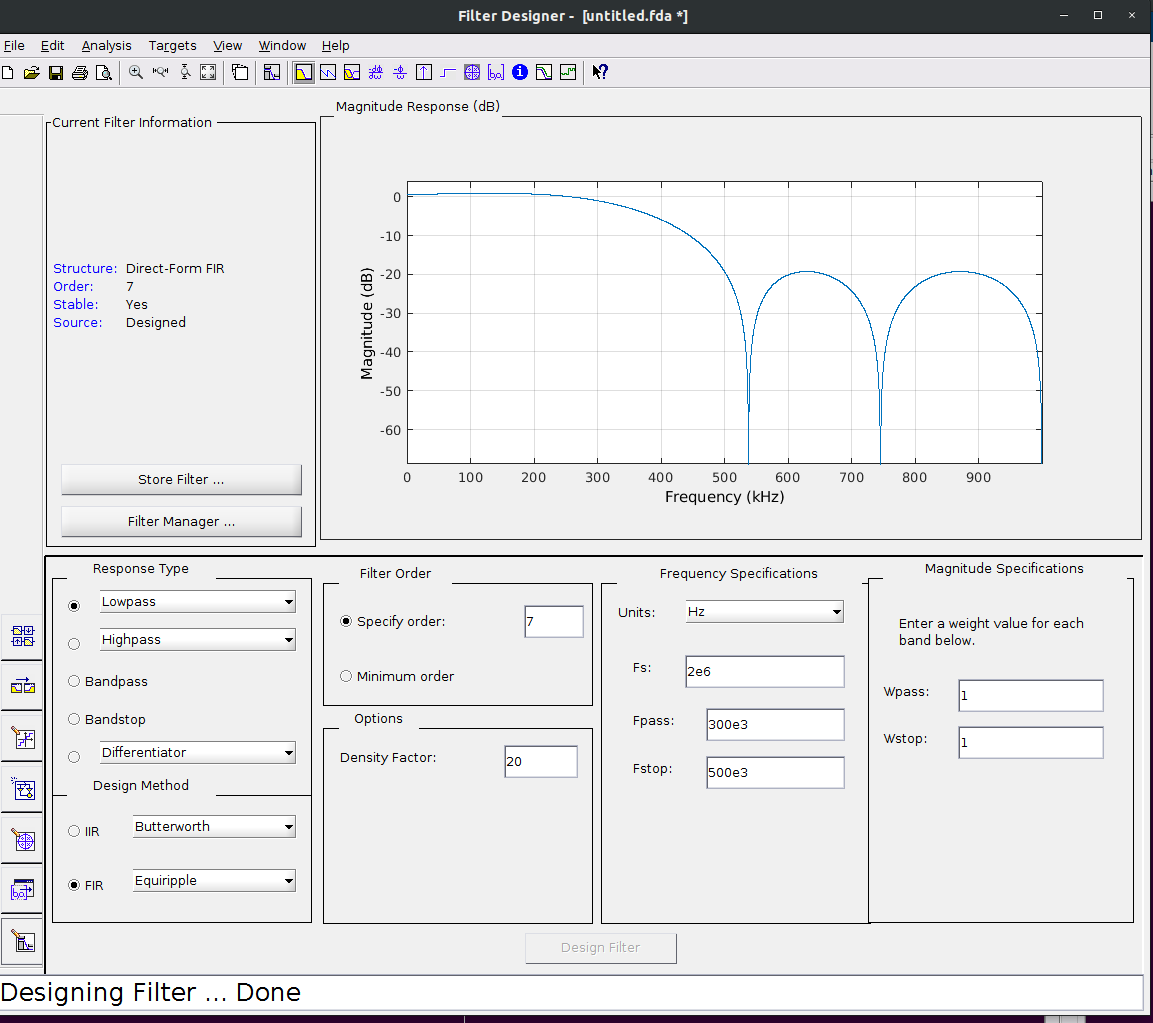 Filter Designer - [untitled.fda *]
File Edit Analysis Targets View Window Help
Current Filter Information
Structure: Direct-Form FIR
Order: 7
Stable: Yes
Source: Designed
Store Filter ...
Filter Manager ...
Magnitude Response (dB)
Magnitude (dB)
0
-10
-20
-30
-40
-50
-60
0 100 200 300 400 500 600 700 800 900
Frequency (kHz)
Response Type
Lowpass
Highpass
Bandpass
Bandstop
Differentiator
Design Method
IIR Butterworth
FIR Equiripple
Filter Order
Specify order: 7
Minimum order
Options
Density Factor: 20
Frequency Specifications
Units: Hz
Fs: 2e6
Fpass: 300e3
Fstop: 500e3
Magnitude Specifications
Enter a weight value for each
band below.
Wpass: 1
Wstop: 1
Design Filter
Designing Filter ... Done